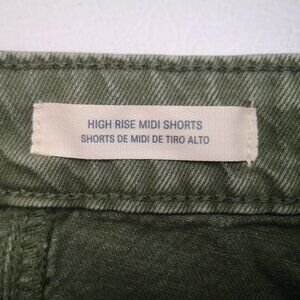 HIGH RISE MIDI SHORTS
SHORTS DE MIDI DE TIRO ALTO